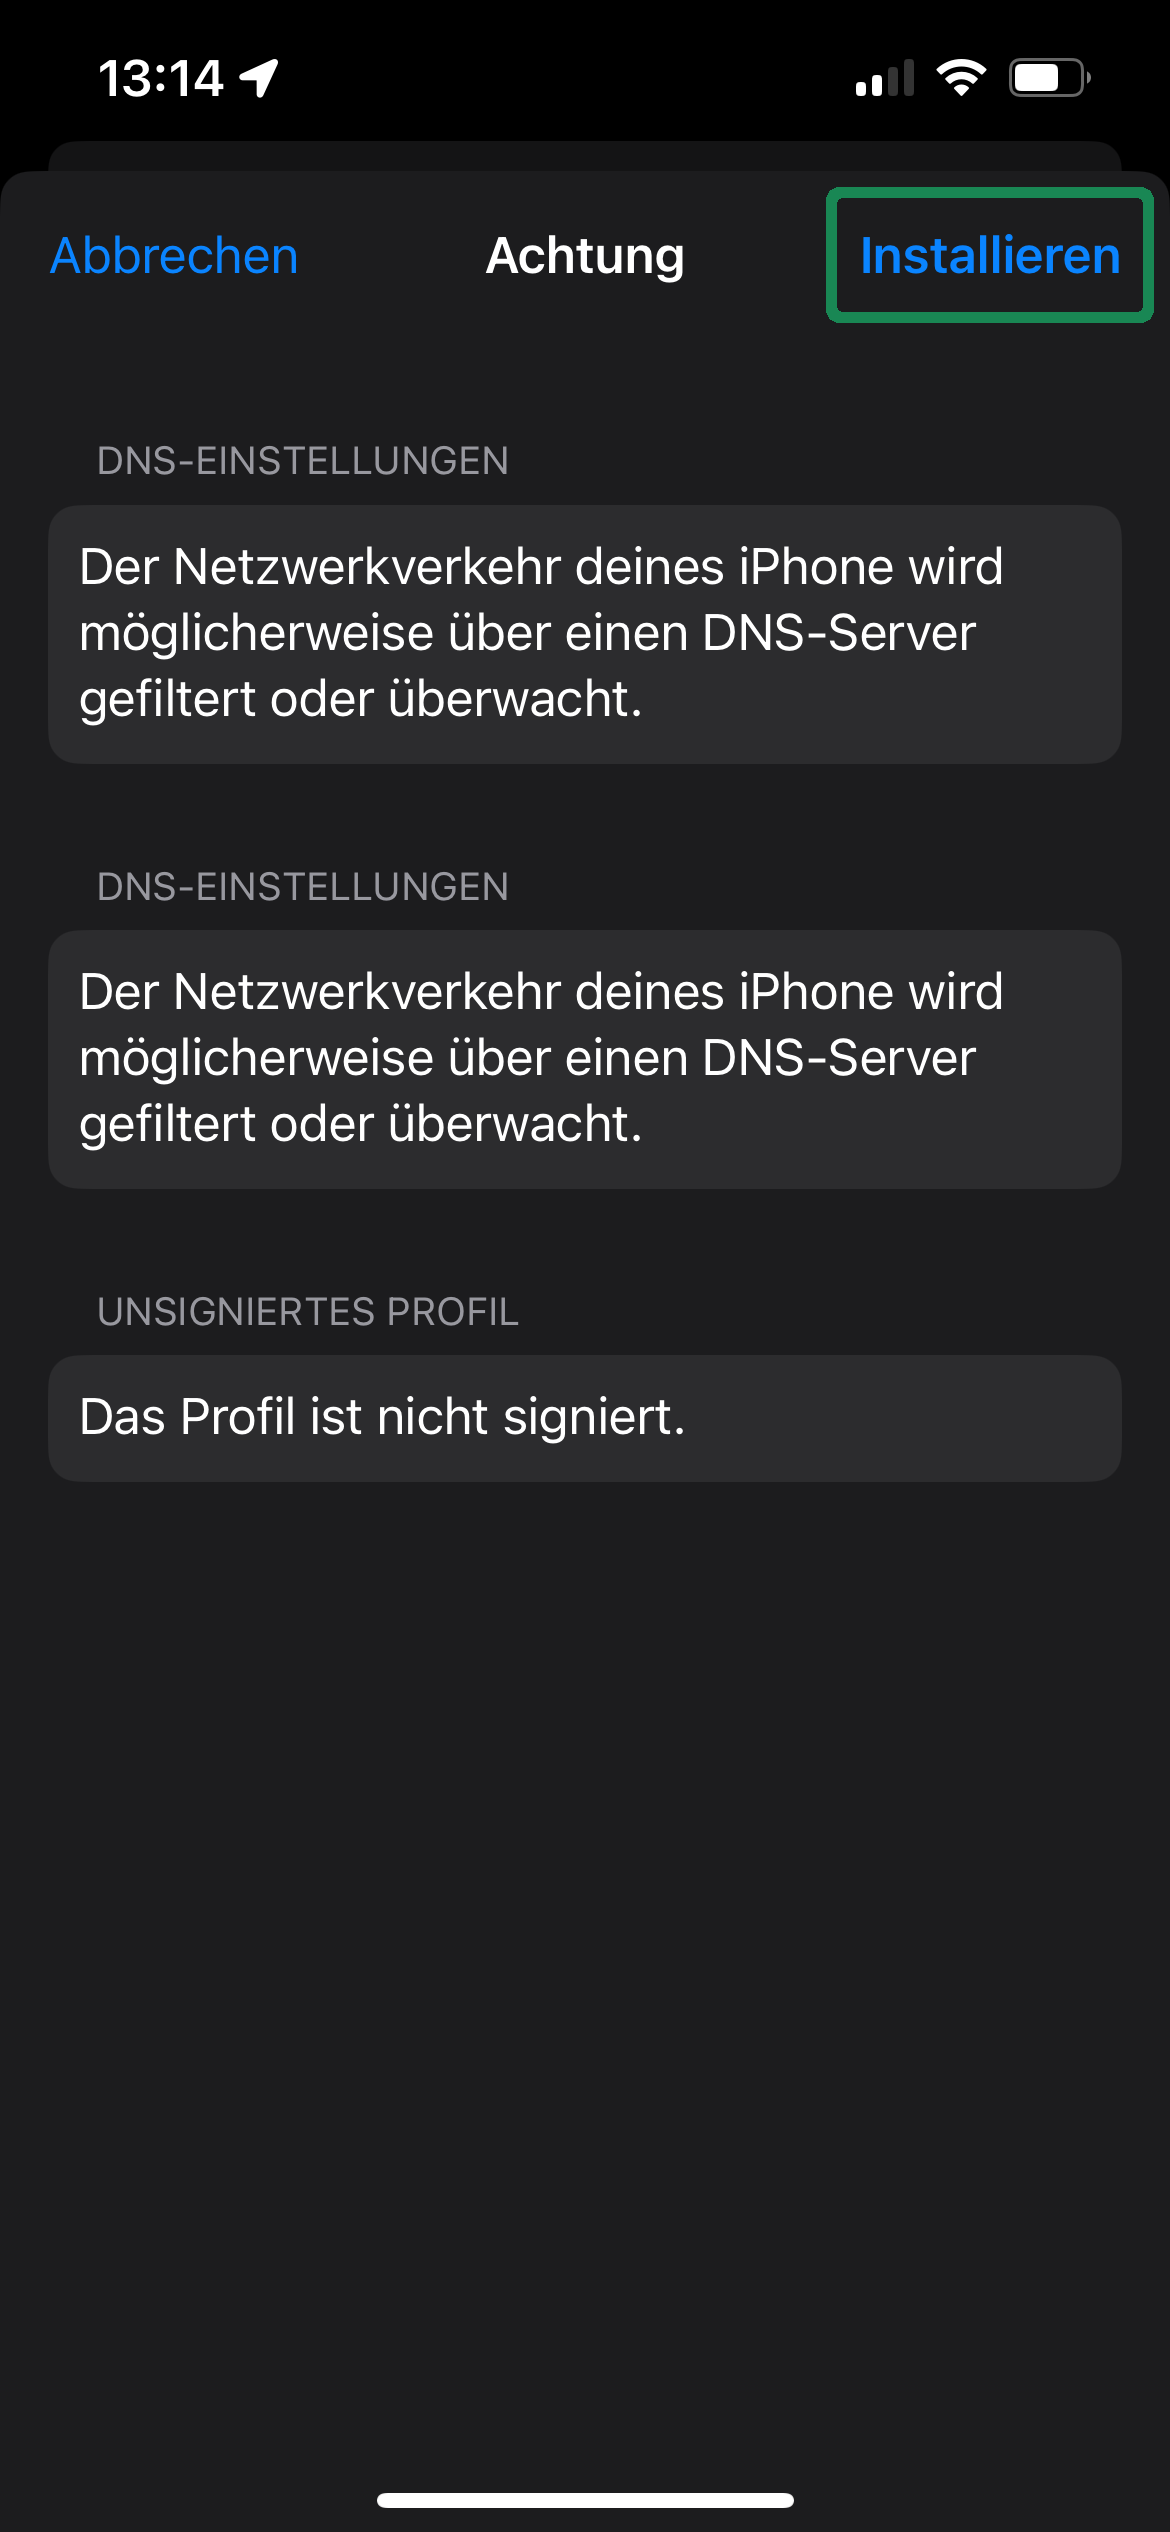 13:14
Abbrechen Achtung Installieren
DNS-EINSTELLUNGEN
Der Netzwerkverkehr deines iPhone wird
möglicherweise über einen DNS-Server
gefiltert oder überwacht.
DNS-EINSTELLUNGEN
Der Netzwerkverkehr deines iPhone wird
möglicherweise über einen DNS-Server
gefiltert oder überwacht.
UNSIGNIERTES PROFIL
Das Profil ist nicht signiert.